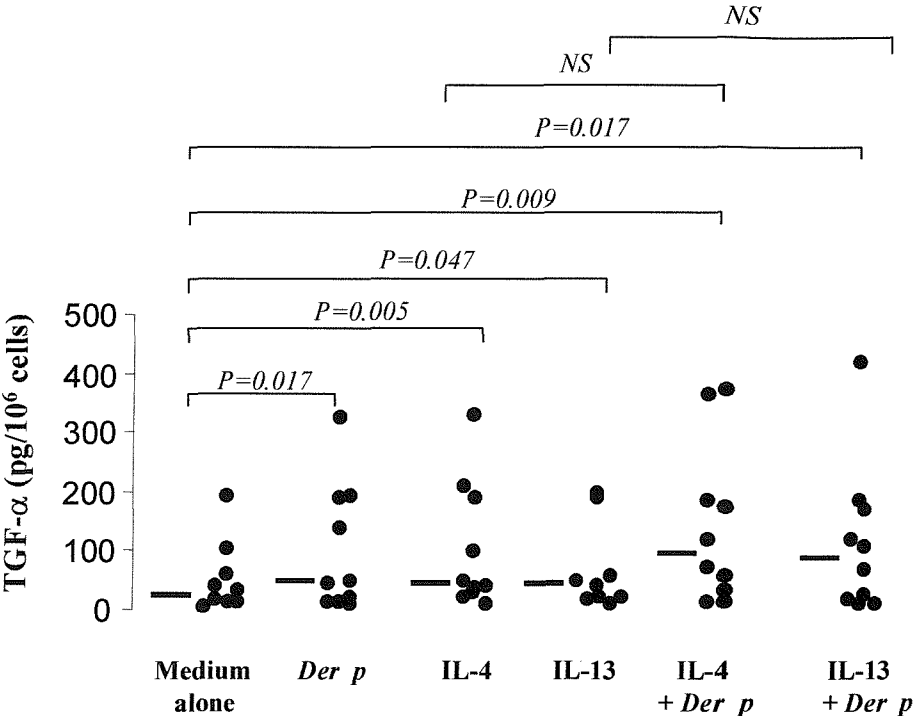 NS
NS
P=0.017
P=0.009
P=0.047
P=0.005
P=0.017
TGF-α (pg/10⁶ cells)
500
400
300
200
100
0
Medium alone
Der p
IL-4
IL-13
IL-4 + Der p
IL-13 + Der p